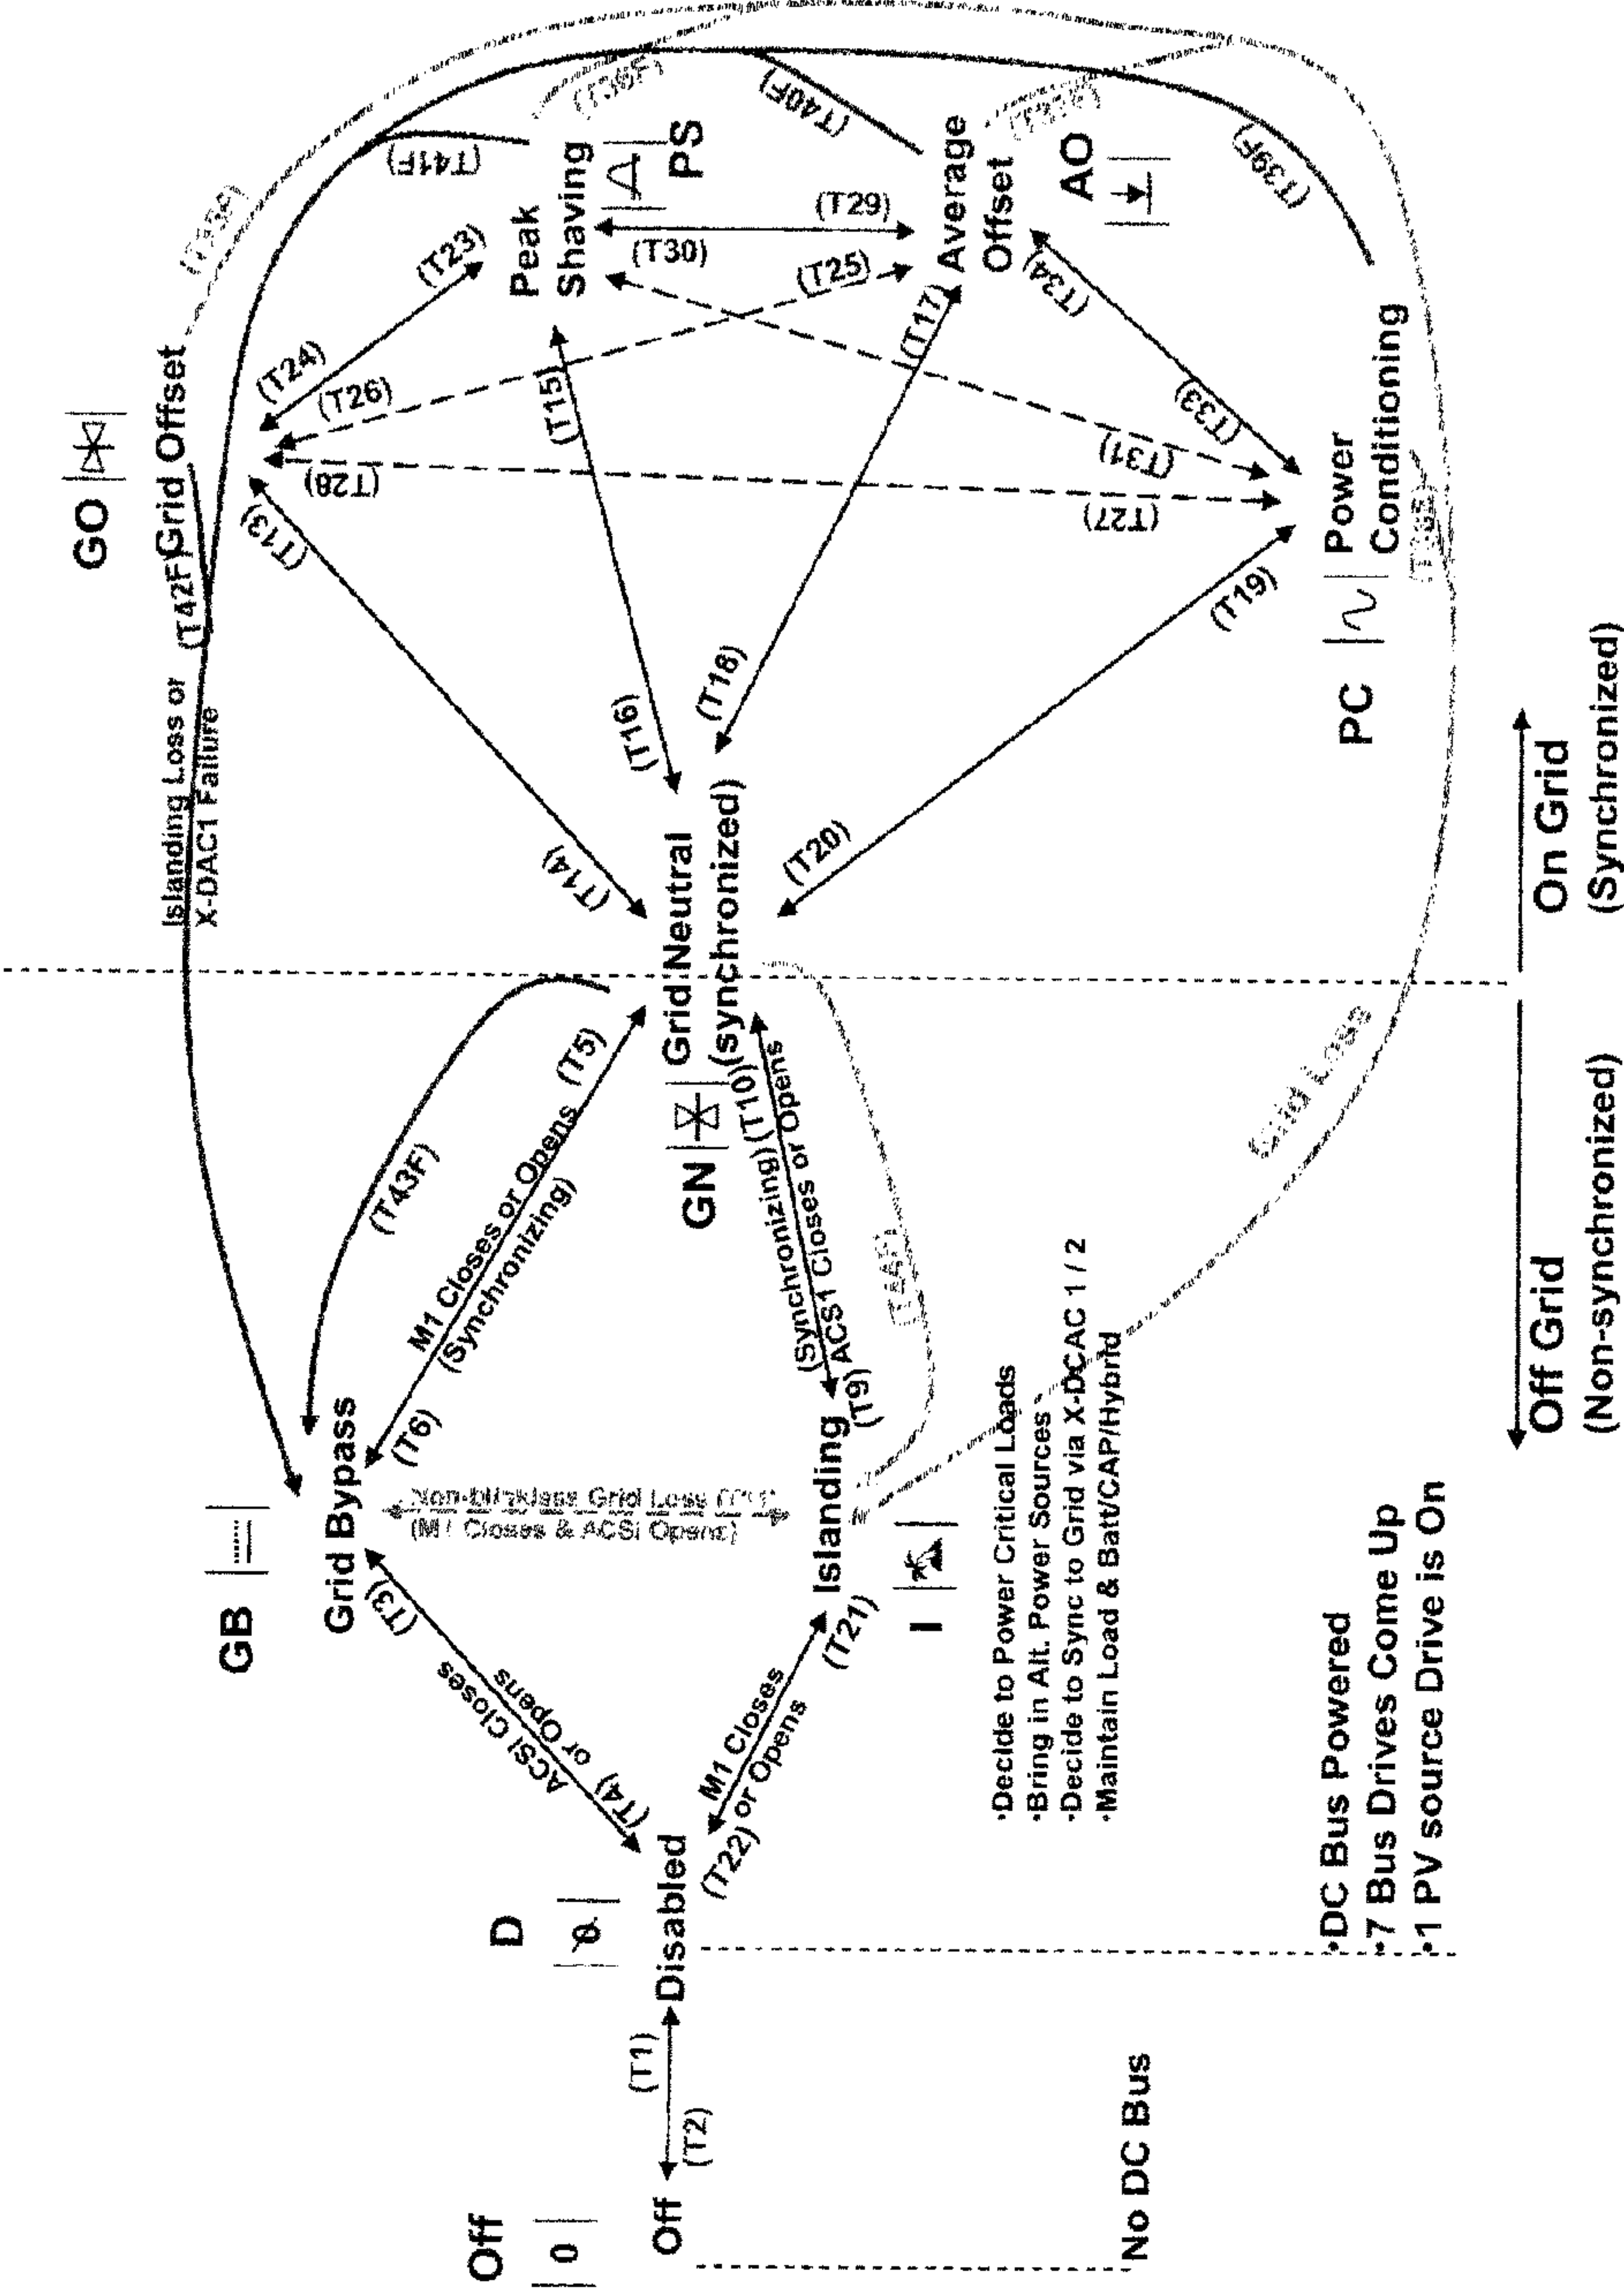 Off
0
Off
(T1)
(T2)
No DC Bus
D
Disabled
ACSI Closes
or Opens
(T4)
(T3)
M1 Closes
(T22) or Opens
(T21)
GB
Grid Bypass
(T6)
M1 Closes or Opens
(T5)
(Synchronizing)
(T43F)
Non-blinkless Grid Loss
(M1 Closes & ACSI Opens)
Islanding
I
(T9)
(Synchronizing)
(T10)
ACS1 Closes or Opens
(T44F)
•Decide to Power Critical Loads
•Bring in Alt. Power Sources
•Decide to Sync to Grid via X-DCAC 1 / 2
•Maintain Load & Batt/CAP/Hybrid
•DC Bus Powered
•7 Bus Drives Come Up
•1 PV source Drive is On
GN
Grid Neutral
(synchronized)
Islanding Loss or
X-DAC1 Failure
(T42F)
GO
Grid Offset
(T13)
(T14)
(T24)
(T23)
(T26)
(T25)
(T28)
(T27)
(T16)
(T15)
(T18)
(T17)
(T20)
(T19)
Peak
Shaving
PS
(T41F)
(T40F)
(T30)
(T29)
Average
Offset
AO
(T39F)
(T34)
(T33)
(T31)
PC
Power
Conditioning
Grid Loss
Off Grid
(Non-synchronized)
On Grid
(Synchronized)